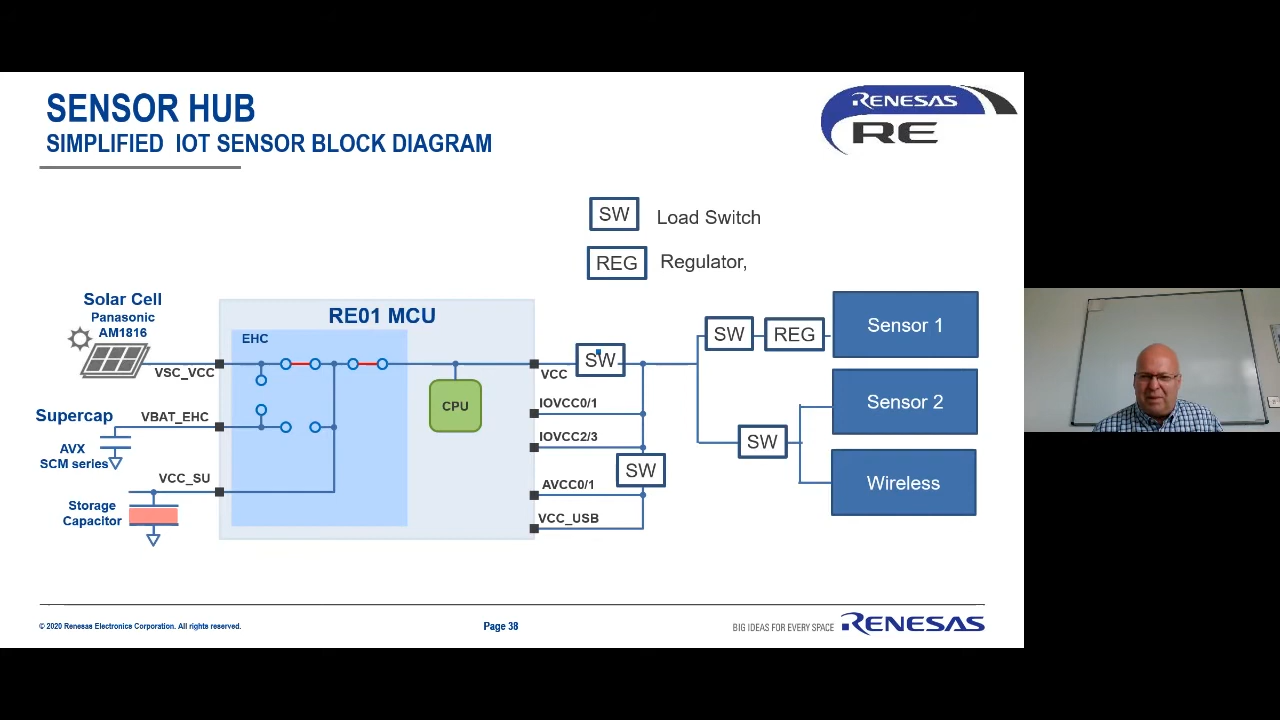 SENSOR HUB
SIMPLIFIED IOT SENSOR BLOCK DIAGRAM
RENESAS
RE
SW Load Switch
REG Regulator,
Solar Cell
Panasonic
AM1816
VSC_VCC
Supercap
AVX
SCM series
VBAT_EHC
VCC_SU
Storage
Capacitor
RE01 MCU
EHC
CPU
VCC
IOVCC0/1
IOVCC2/3
AVCC0/1
VCC_USB
SW
SW
SW
REG
SW
Sensor 1
Sensor 2
Wireless
© 2020 Renesas Electronics Corporation. All rights reserved.
Page 38
BIG IDEAS FOR EVERY SPACE
RENESAS